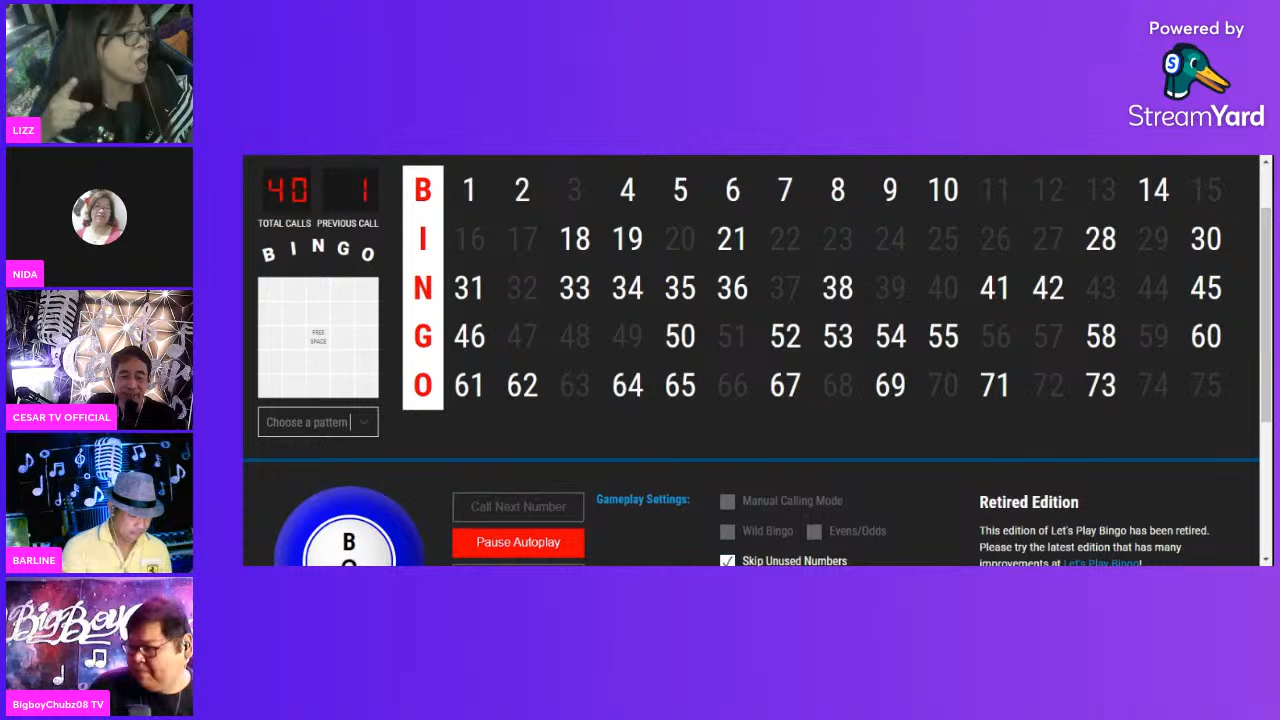 LIZZ
NIDA
CESAR TV OFFICIAL
BARLINE
BigBoy
BigboyChubz08 TV
Powered by
StreamYard
40 1
TOTAL CALLS PREVIOUS CALL
B I N G O
FREE
SPACE
Choose a pattern
B 1 2 3 4 5 6 7 8 9 10 11 12 13 14 15
I 16 17 18 19 20 21 22 23 24 25 26 27 28 29 30
N 31 32 33 34 35 36 37 38 39 40 41 42 43 44 45
G 46 47 48 49 50 51 52 53 54 55 56 57 58 59 60
O 61 62 63 64 65 66 67 68 69 70 71 72 73 74 75
B
Call Next Number
Pause Autoplay
Gameplay Settings:
Manual Calling Mode
Wild Bingo Evens/Odds
Skip Unused Numbers
Retired Edition
This edition of Let's Play Bingo has been retired.
Please try the latest edition that has many
improvements at Let's Play Bingo!